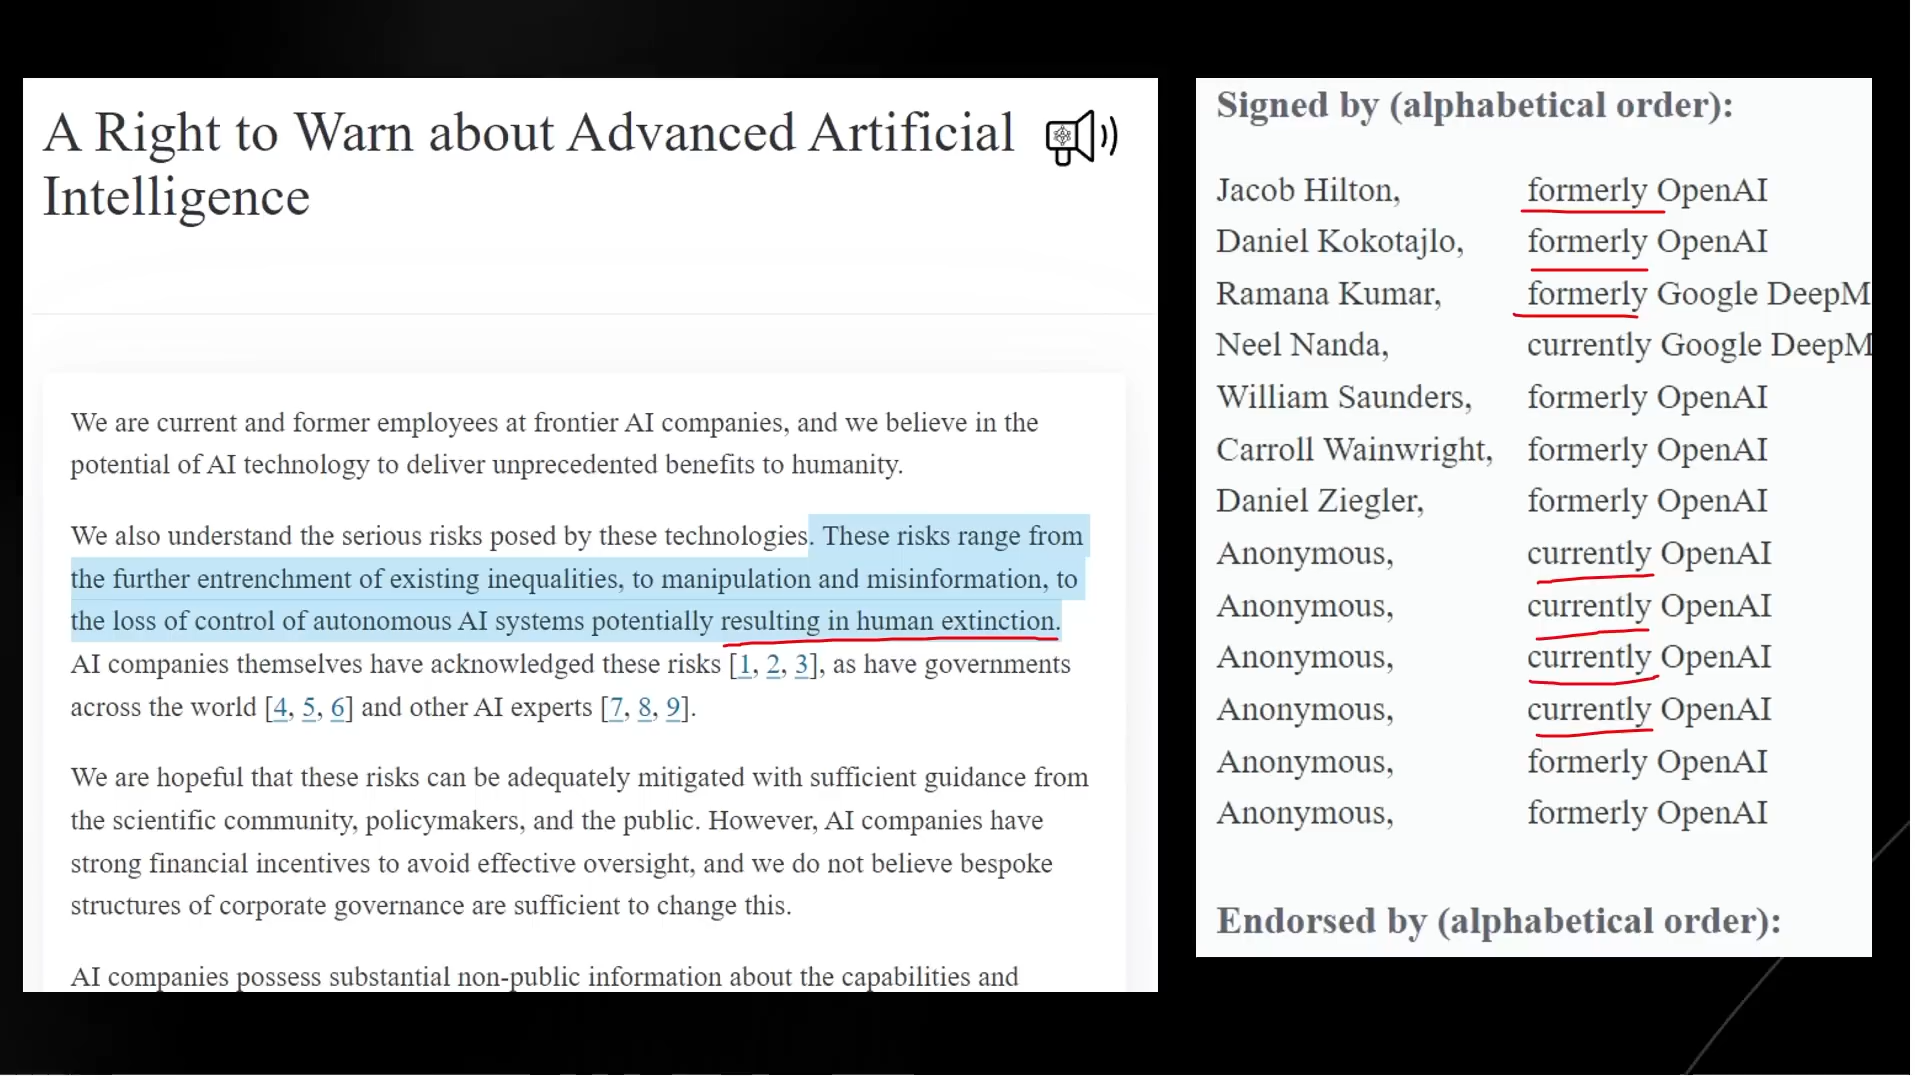 A Right to Warn about Advanced Artificial
Intelligence
We are current and former employees at frontier AI companies, and we believe in the
potential of AI technology to deliver unprecedented benefits to humanity.
We also understand the serious risks posed by these technologies. These risks range from
the further entrenchment of existing inequalities, to manipulation and misinformation, to
the loss of control of autonomous AI systems potentially resulting in human extinction.
AI companies themselves have acknowledged these risks [1, 2, 3], as have governments
across the world [4, 5, 6] and other AI experts [7, 8, 9].
We are hopeful that these risks can be adequately mitigated with sufficient guidance from
the scientific community, policymakers, and the public. However, AI companies have
strong financial incentives to avoid effective oversight, and we do not believe bespoke
structures of corporate governance are sufficient to change this.
AI companies possess substantial non-public information about the capabilities and
Signed by (alphabetical order):
Jacob Hilton, formerly OpenAI
Daniel Kokotajlo, formerly OpenAI
Ramana Kumar, formerly Google DeepM
Neel Nanda, currently Google DeepM
William Saunders, formerly OpenAI
Carroll Wainwright, formerly OpenAI
Daniel Ziegler, formerly OpenAI
Anonymous, currently OpenAI
Anonymous, currently OpenAI
Anonymous, currently OpenAI
Anonymous, currently OpenAI
Anonymous, formerly OpenAI
Anonymous, formerly OpenAI
Endorsed by (alphabetical order):